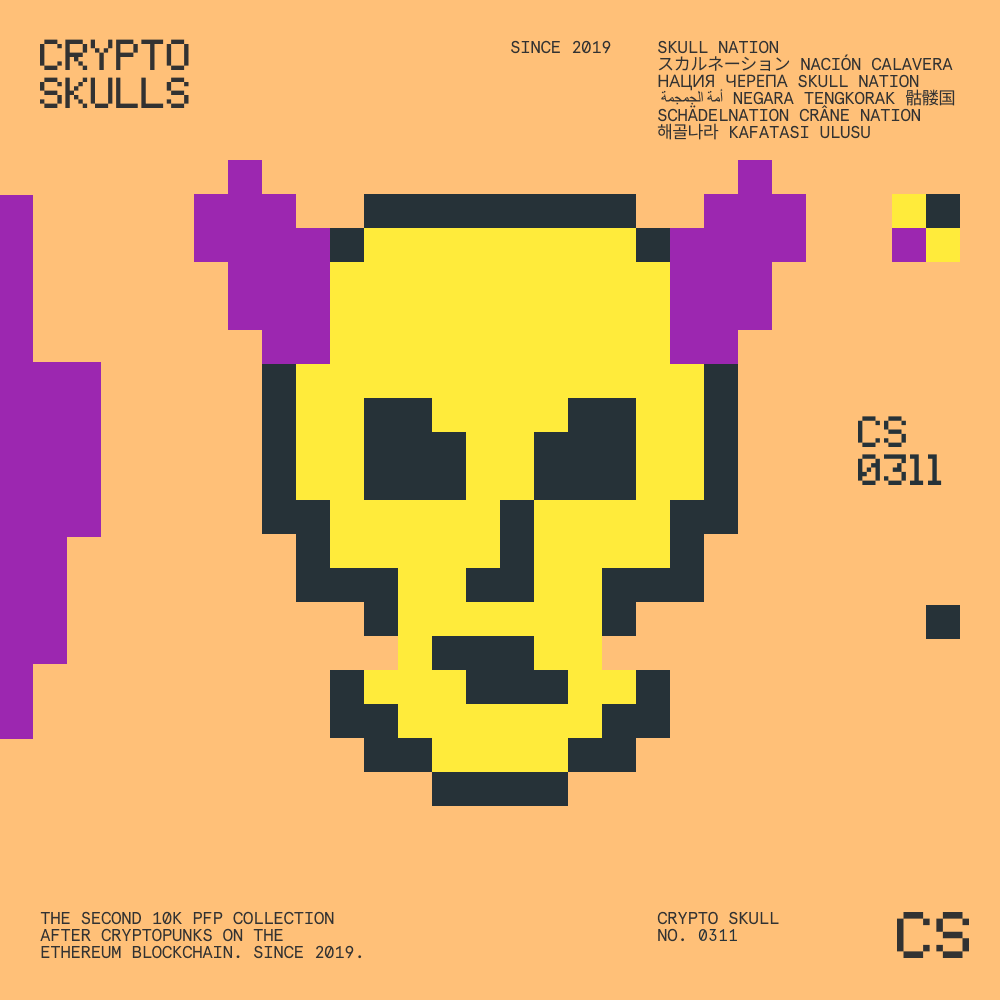 CRYPTO
SKULLS
SINCE 2019
SKULL NATION
スカルネーション NACIÓN CALAVERA
НАЦИЯ ЧЕРЕПА SKULL NATION
أمة الجمجمة NEGARA TENGKORAK 骷髅国
SCHÄDELNATION CRÂNE NATION
해골나라 KAFATASI ULUSU
CS
0311
THE SECOND 10K PFP COLLECTION
AFTER CRYPTOPUNKS ON THE
ETHEREUM BLOCKCHAIN. SINCE 2019.
CRYPTO SKULL
NO. 0311
CS